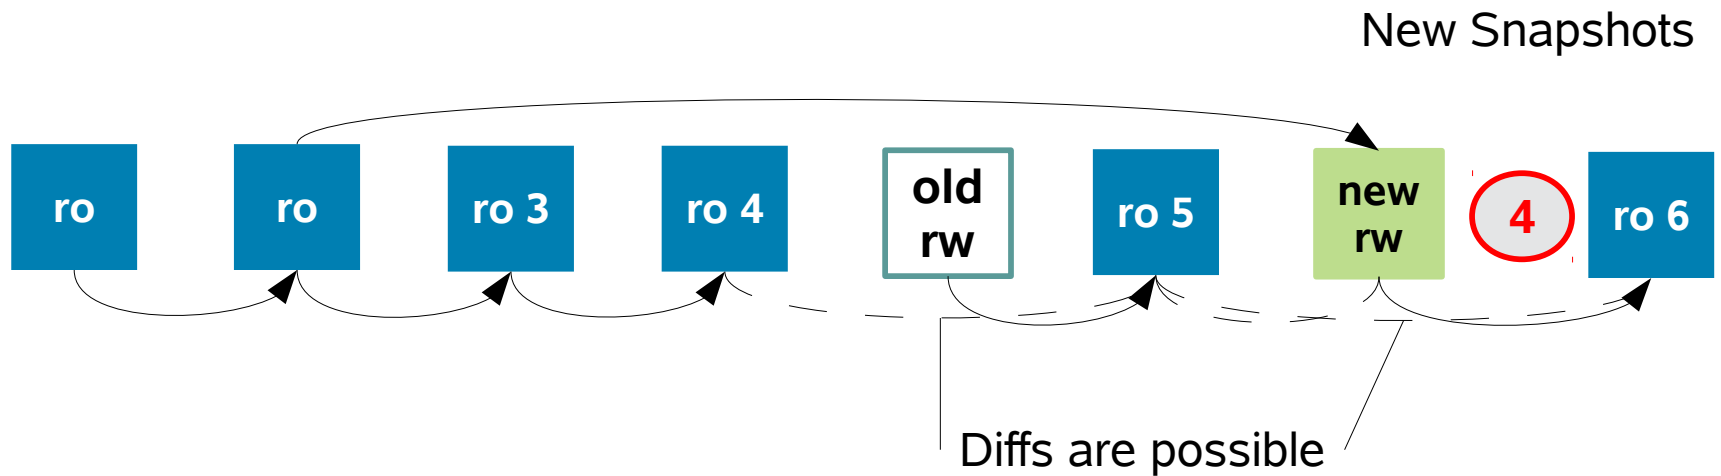 New Snapshots
ro
ro
ro 3
ro 4
old
rw
ro 5
new
rw
4
ro 6
Diffs are possible